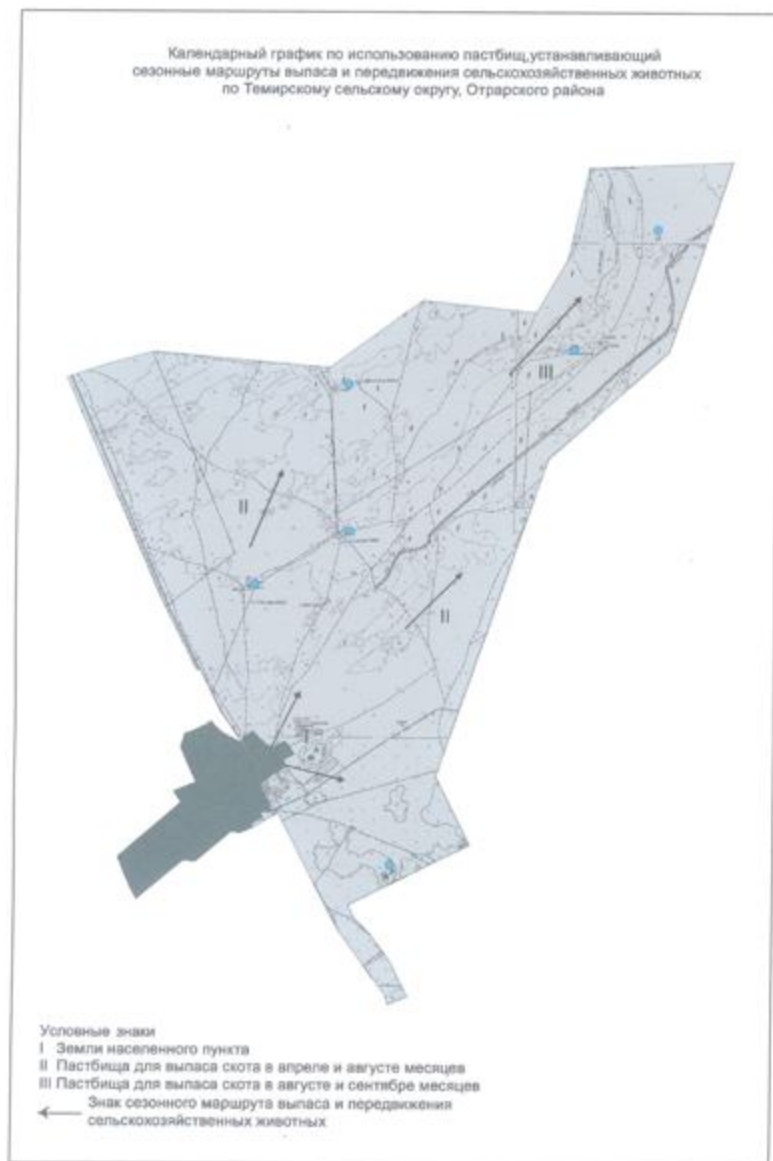 Календарный график по использованию пастбищ,устанавливающий
сезонные маршруты выпаса и передвижения сельскохозяйственных животных
по Темирскому сельскому округу, Отрарского района
III
II
II
I
Условные знаки
I Земли населенного пункта
II Пастбища для выпаса скота в апреле и августе месяцев
III Пастбища для выпаса скота в августе и сентябре месяцев
Знак сезонного маршрута выпаса и передвижения
сельскохозяйственных животных